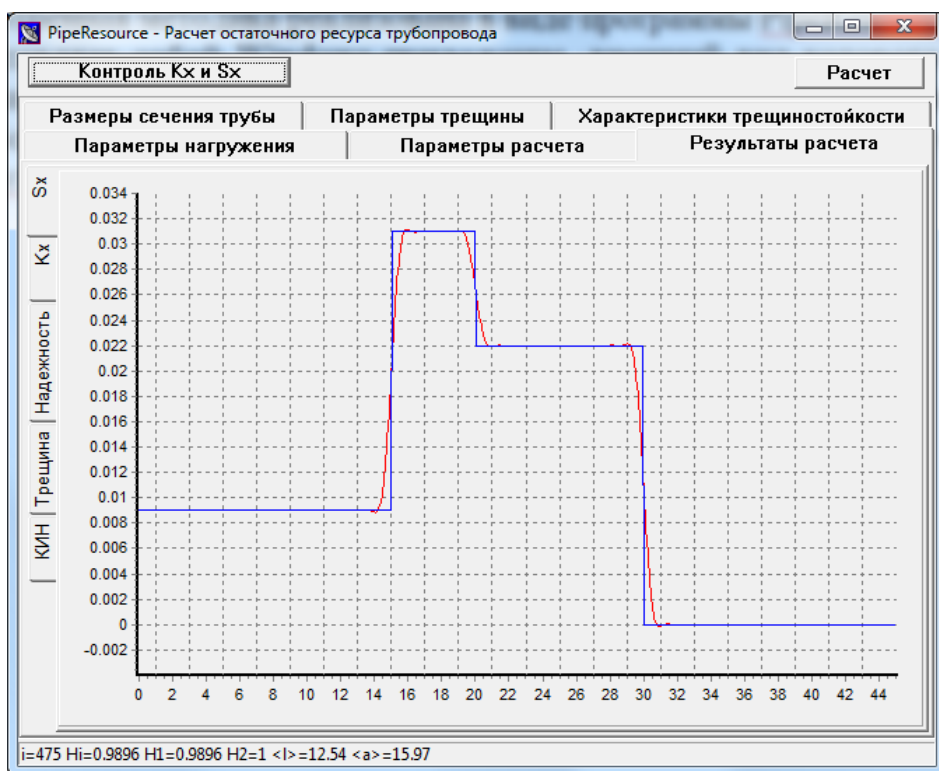 PipeResource - Расчет остаточного ресурса трубопровода
Контроль Kx и Sx
Расчет
Размеры сечения трубы
Параметры трещины
Характеристики трещиностойкости
Параметры нагружения
Параметры расчета
Результаты расчета
Sx
Kx
Надежность
Трещина
КИН
0.034
0.032
0.03
0.028
0.026
0.024
0.022
0.02
0.018
0.016
0.014
0.012
0.01
0.008
0.006
0.004
0.002
0
-0.002
0 2 4 6 8 10 12 14 16 18 20 22 24 26 28 30 32 34 36 38 40 42 44
i=475 Hi=0.9896 H1=0.9896 H2=1 <l>=12.54 <a>=15.97